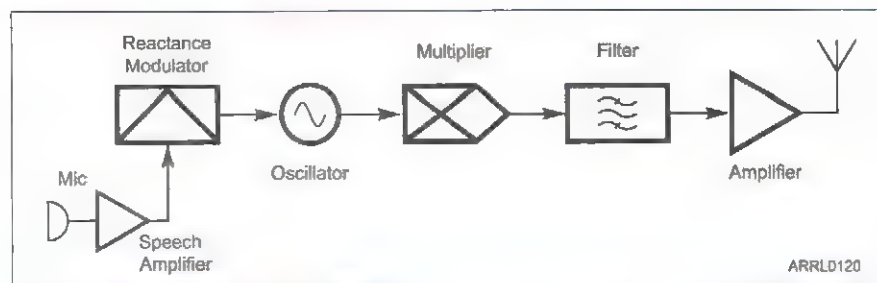 Reactance
Modulator
Multiplier
Filter
Mic
Oscillator
Amplifier
Speech
Amplifier
ARRL0120